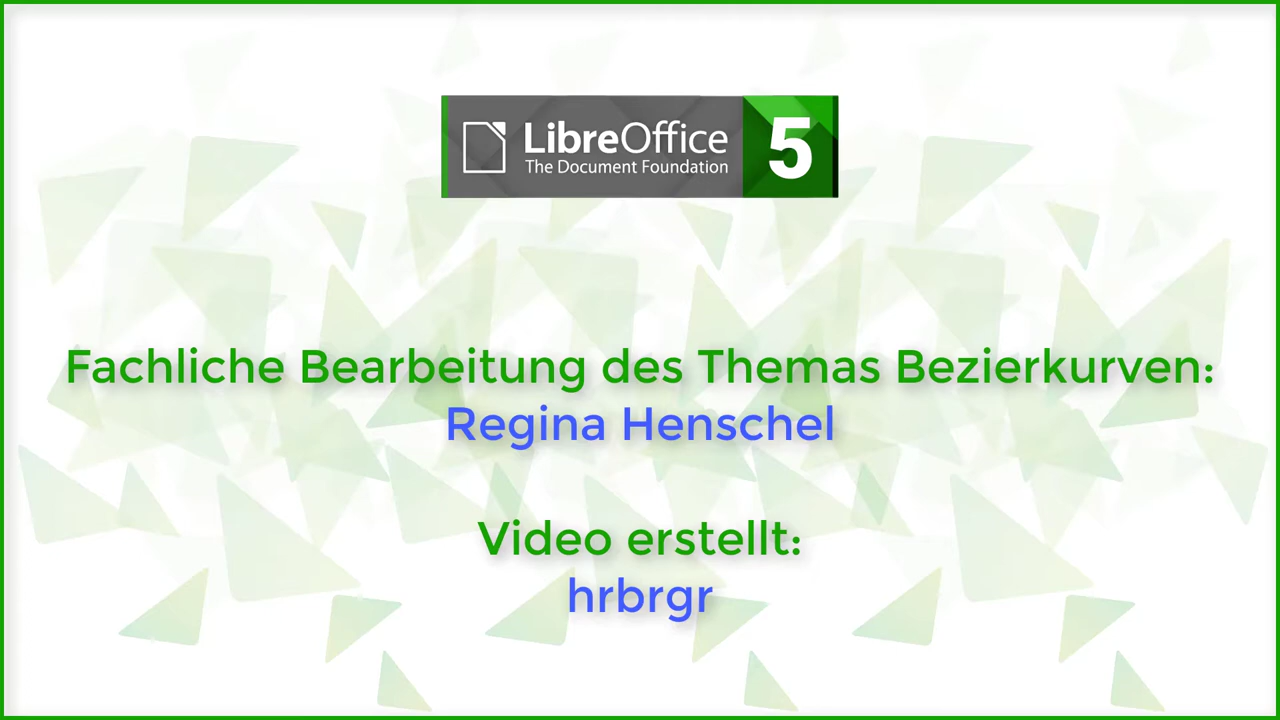 LibreOffice
The Document Foundation
5
Fachliche Bearbeitung des Themas Bezierkurven:
Regina Henschel
Video erstellt:
hrbrgr